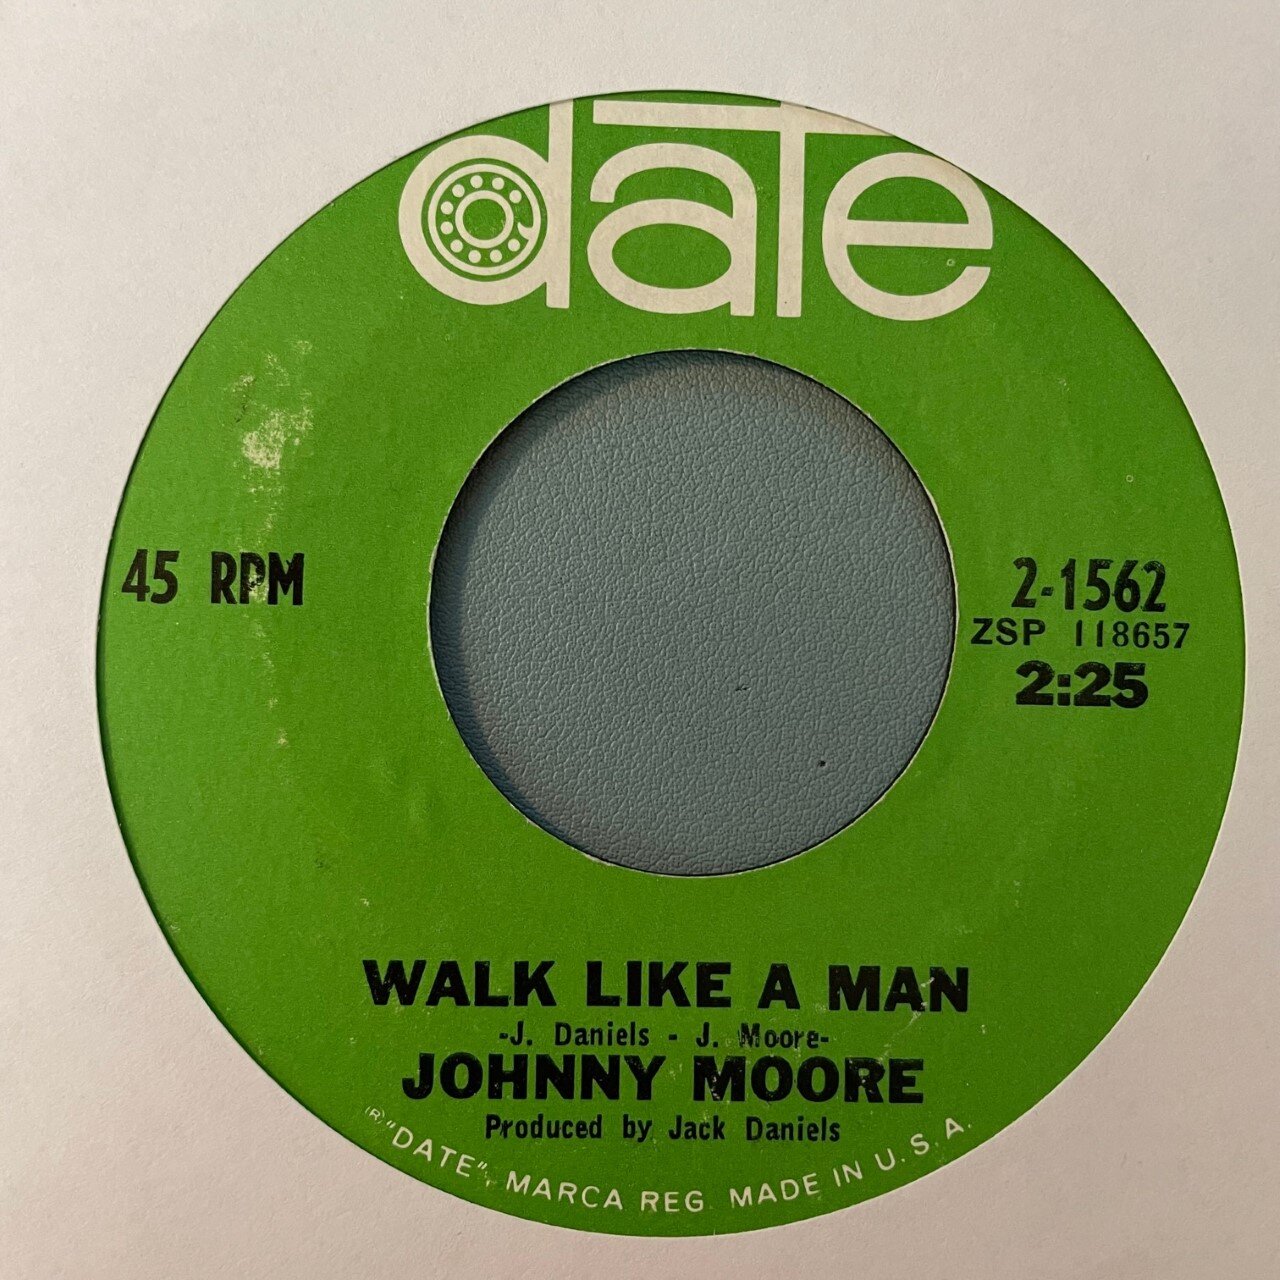 date
45 RPM
2-1562
ZSP 118657
2:25
WALK LIKE A MAN
-J. Daniels - J. Moore-
JOHNNY MOORE
Produced by Jack Daniels
® "DATE", MARCA REG. MADE IN U.S.A.